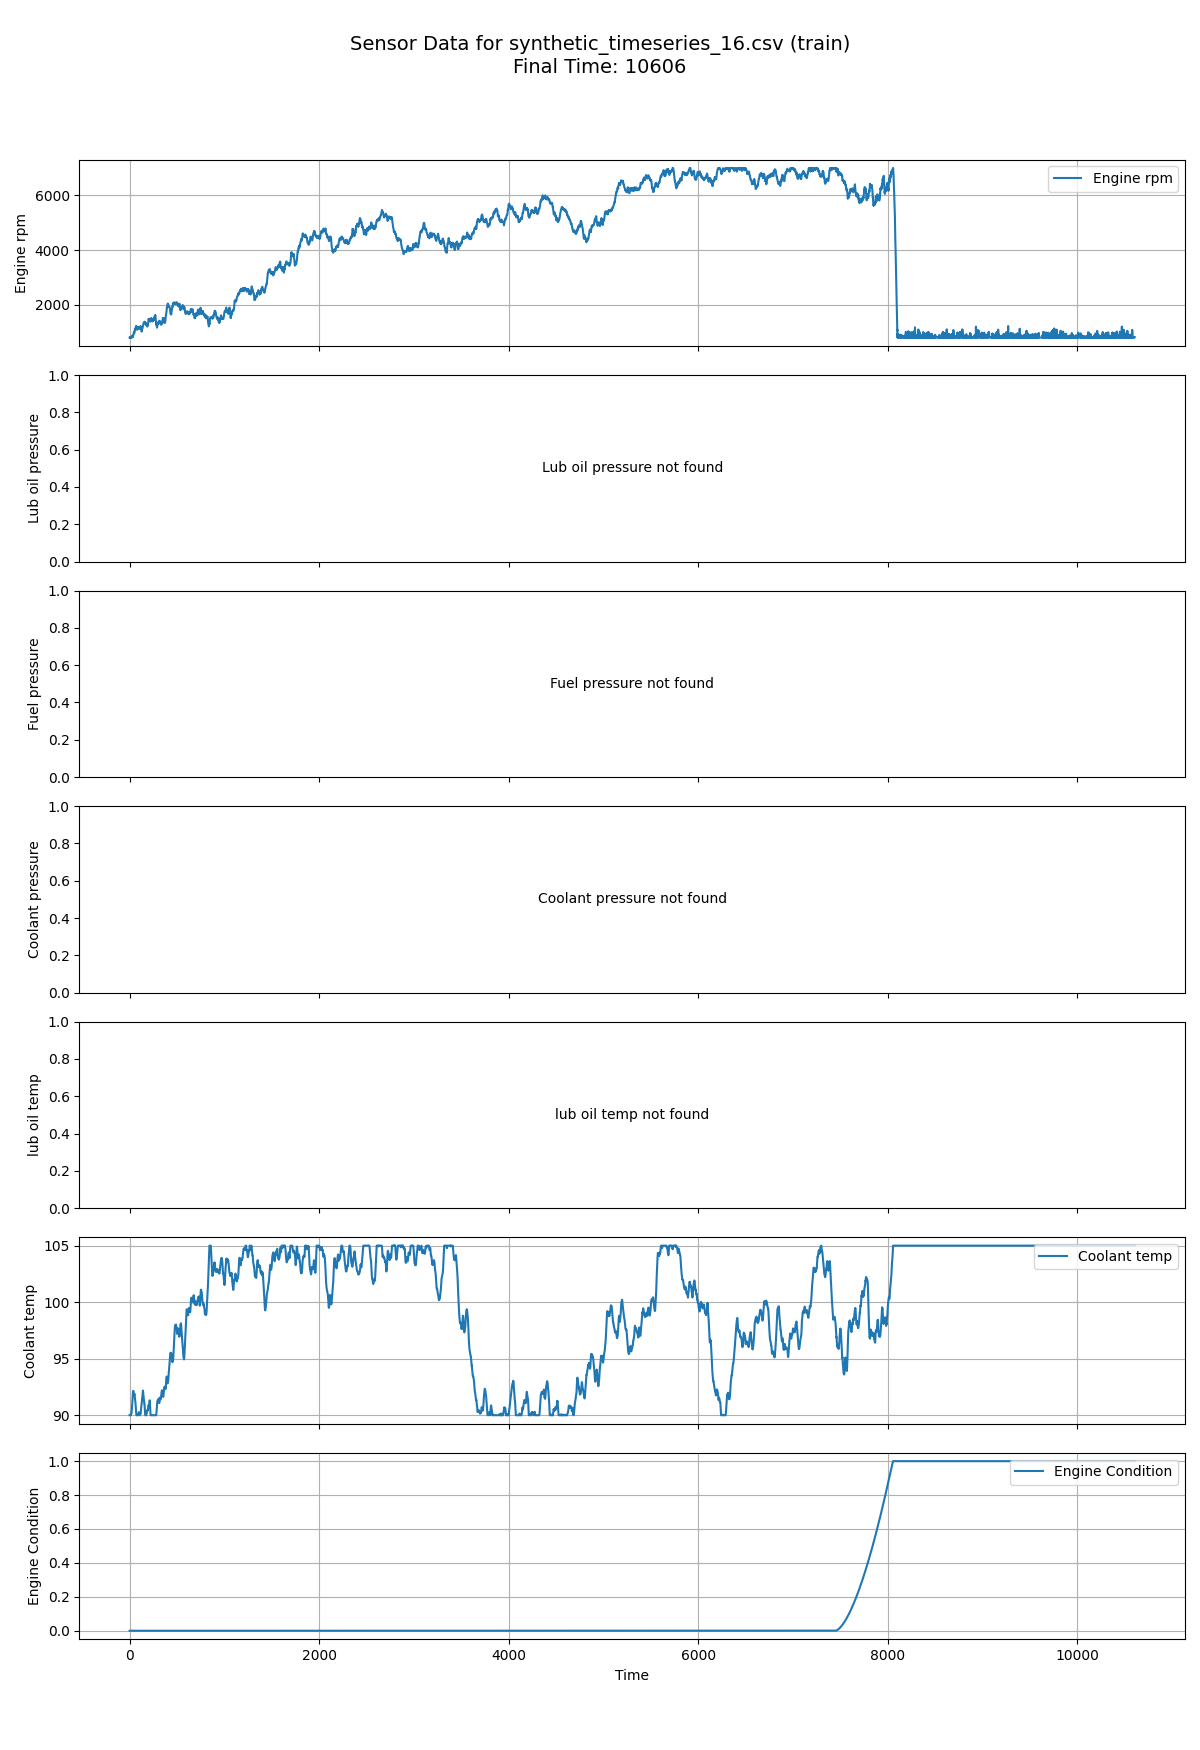 Sensor Data for synthetic_timeseries_16.csv (train)
Final Time: 10606
Engine rpm
6000
4000
2000
Engine rpm
Lub oil pressure
1.0
0.8
0.6
0.4
0.2
0.0
Lub oil pressure not found
Fuel pressure
1.0
0.8
0.6
0.4
0.2
0.0
Fuel pressure not found
Coolant pressure
1.0
0.8
0.6
0.4
0.2
0.0
Coolant pressure not found
lub oil temp
1.0
0.8
0.6
0.4
0.2
0.0
lub oil temp not found
Coolant temp
105
100
95
90
Coolant temp
Engine Condition
1.0
0.8
0.6
0.4
0.2
0.0
Engine Condition
0 2000 4000 6000 8000 10000
Time